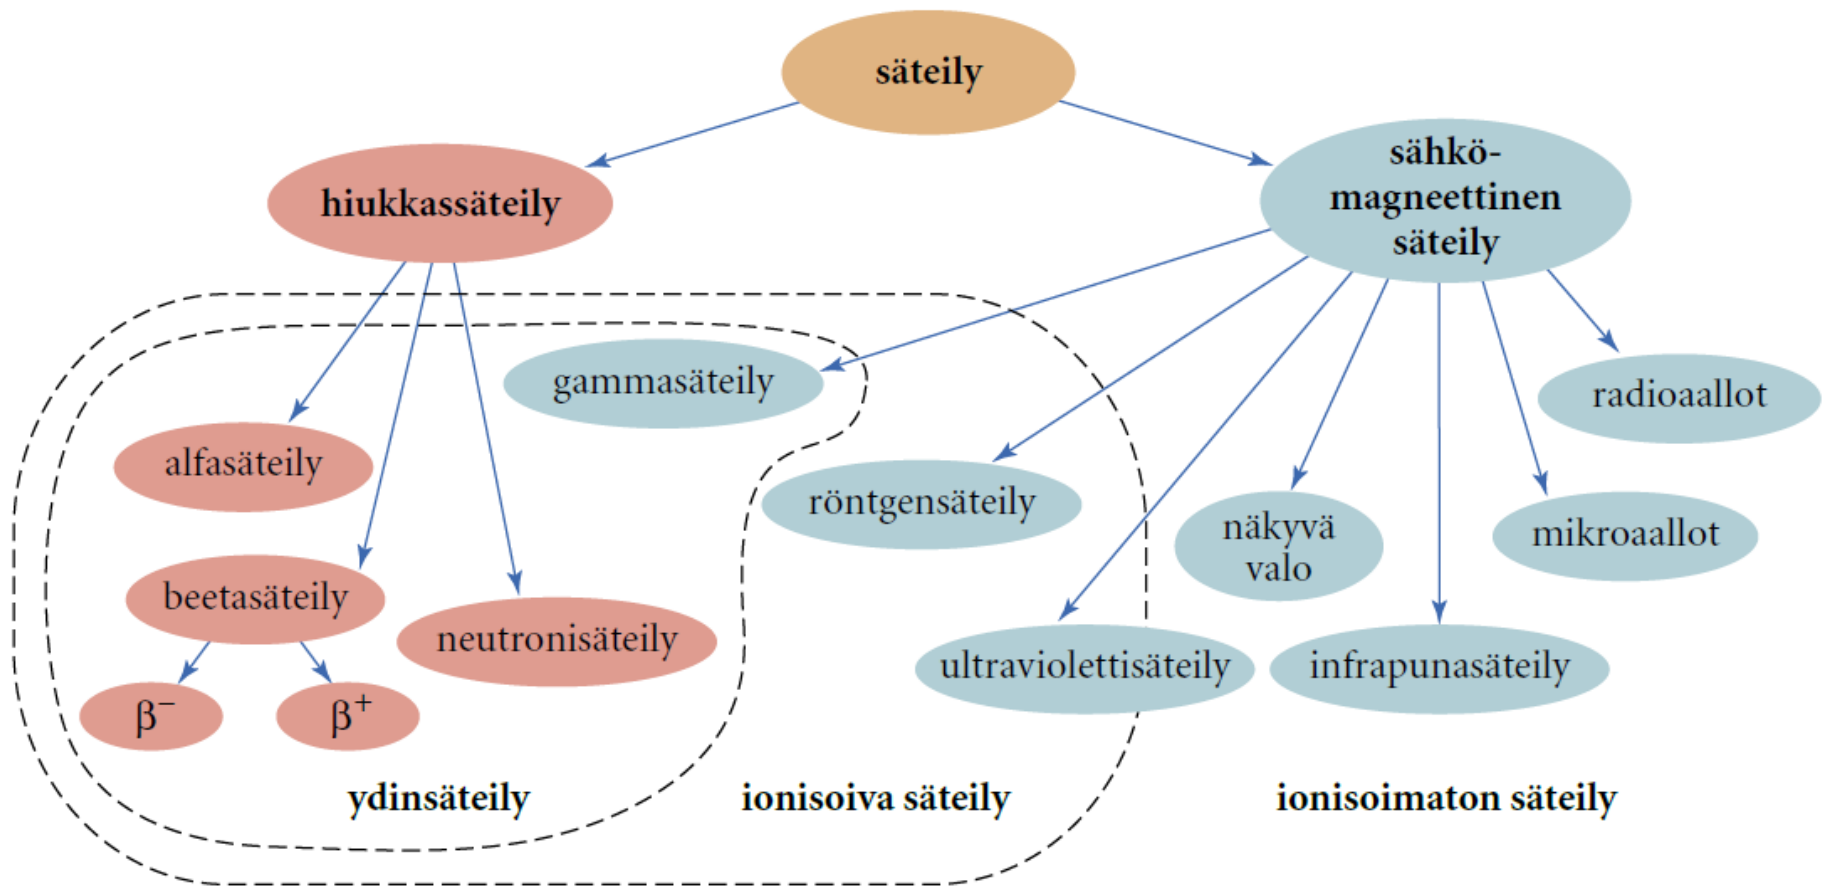 säteily
hiukkassäteily
sähkö-
magneettinen
säteily
gammasäteily
radioaallot
alfasäteily
röntgensäteily
näkyvä
valo
mikroaallot
beetasäteily
neutronisäteily
ultraviolettisäteily
infrapunasäteily
β⁻
β⁺
ydinsäteily
ionisoiva säteily
ionisoimaton säteily